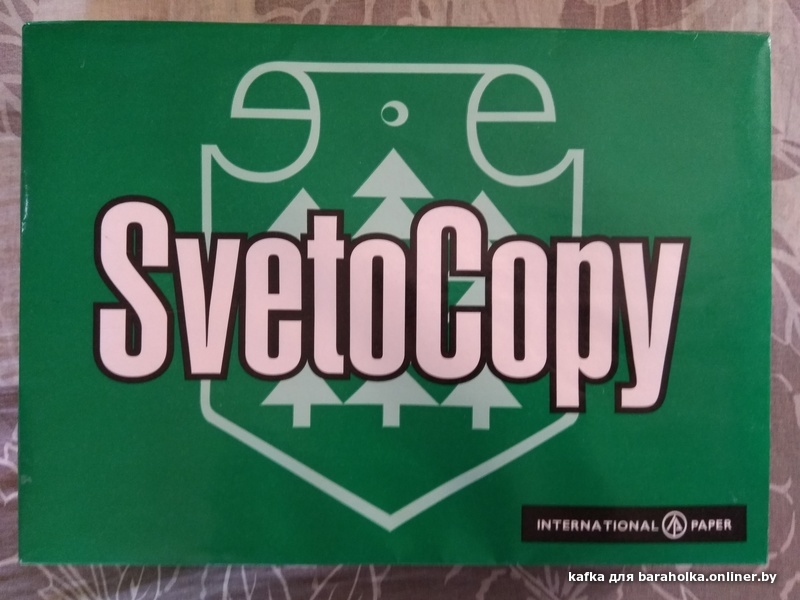 SvetoCopy
INTERNATIONAL PAPER
kafka для baraholka.onliner.by